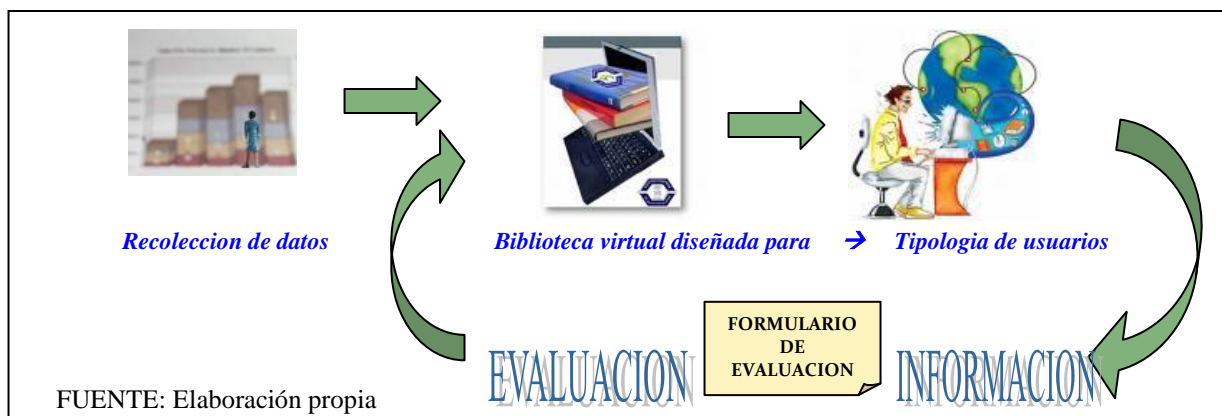 Recoleccion de datos
Biblioteca virtual diseñada para → Tipologia de usuarios
FORMULARIO
DE
EVALUACION
EVALUACION
INFORMACION
FUENTE: Elaboración propia